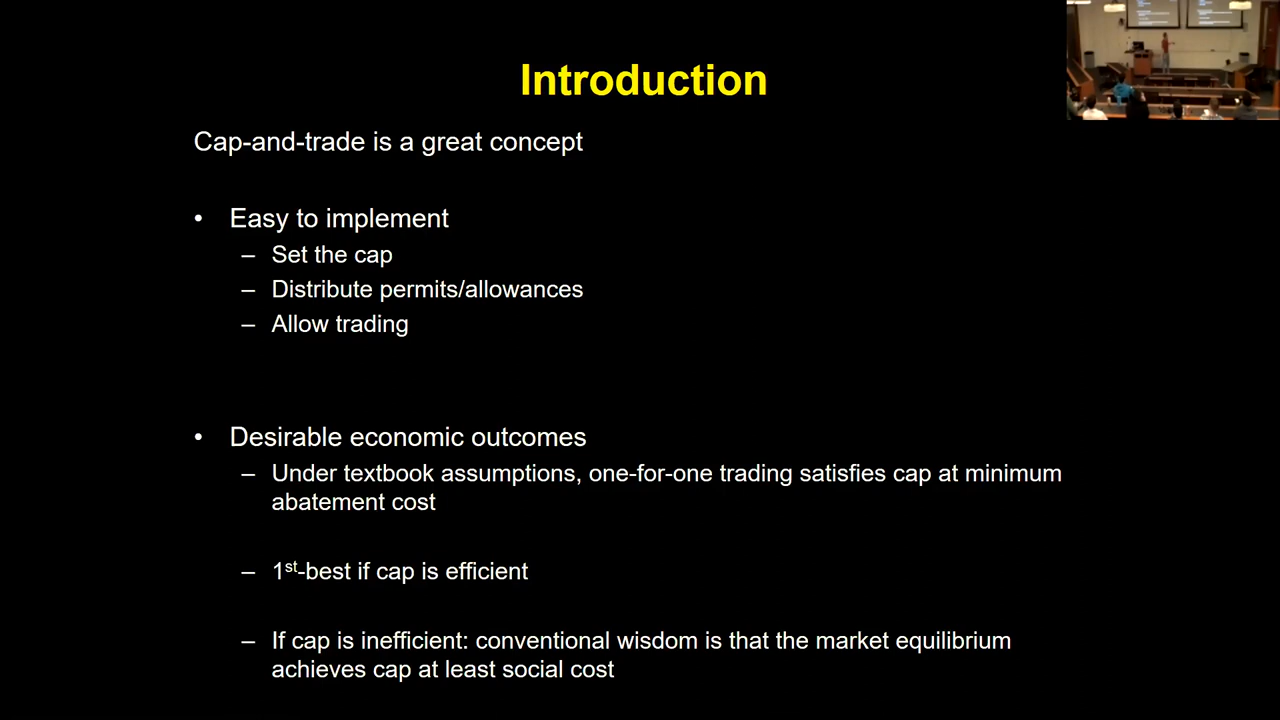 Introduction
Cap-and-trade is a great concept
• Easy to implement
– Set the cap
– Distribute permits/allowances
– Allow trading
• Desirable economic outcomes
– Under textbook assumptions, one-for-one trading satisfies cap at minimum
abatement cost
– 1st-best if cap is efficient
– If cap is inefficient: conventional wisdom is that the market equilibrium
achieves cap at least social cost